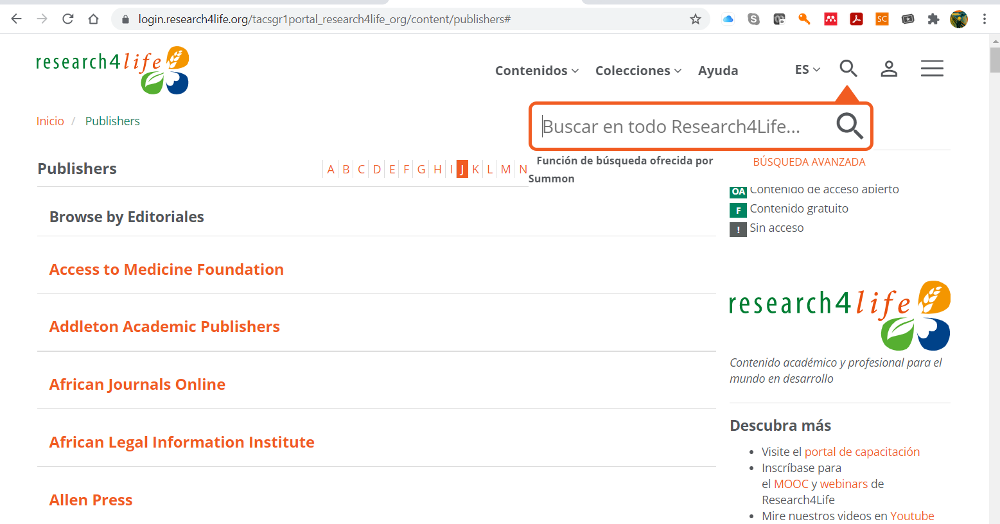 login.research4life.org/tacsgr1portal_research4life_org/content/publishers#
research4life
Contenidos
Colecciones
Ayuda
ES
Inicio / Publishers
Buscar en todo Research4Life...
Función de búsqueda ofrecida por
Summon
BÚSQUEDA AVANZADA
Publishers
A B C D E F G H I J K L M N
OA Contenido de acceso abierto
F Contenido gratuito
! Sin acceso
Browse by Editoriales
Access to Medicine Foundation
Addleton Academic Publishers
African Journals Online
African Legal Information Institute
Allen Press
research4life
Contenido académico y profesional para el
mundo en desarrollo
Descubra más
Visite el portal de capacitación
Inscríbase para
el MOOC y webinars de
Research4Life
Mire nuestros videos en Youtube